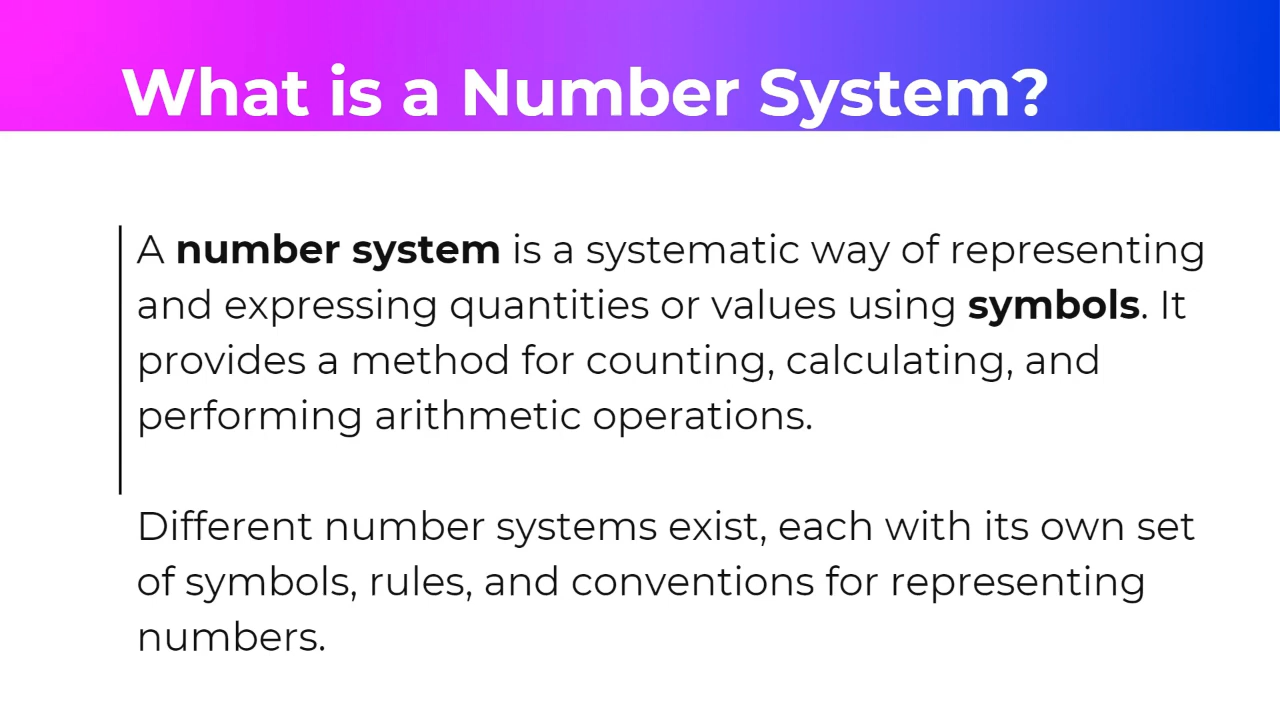 What is a Number System?
A number system is a systematic way of representing
and expressing quantities or values using symbols. It
provides a method for counting, calculating, and
performing arithmetic operations.
Different number systems exist, each with its own set
of symbols, rules, and conventions for representing
numbers.